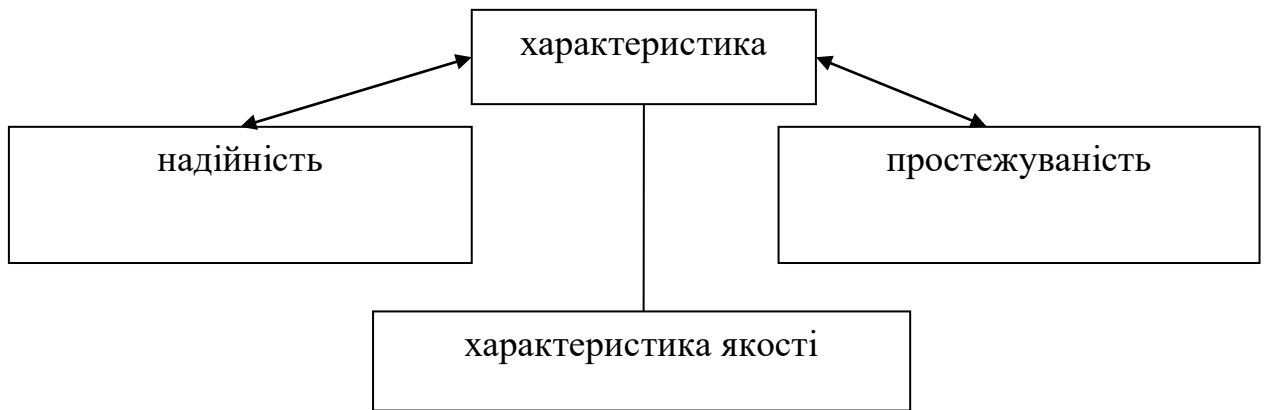 характеристика
надійність
простежуваність
характеристика якості